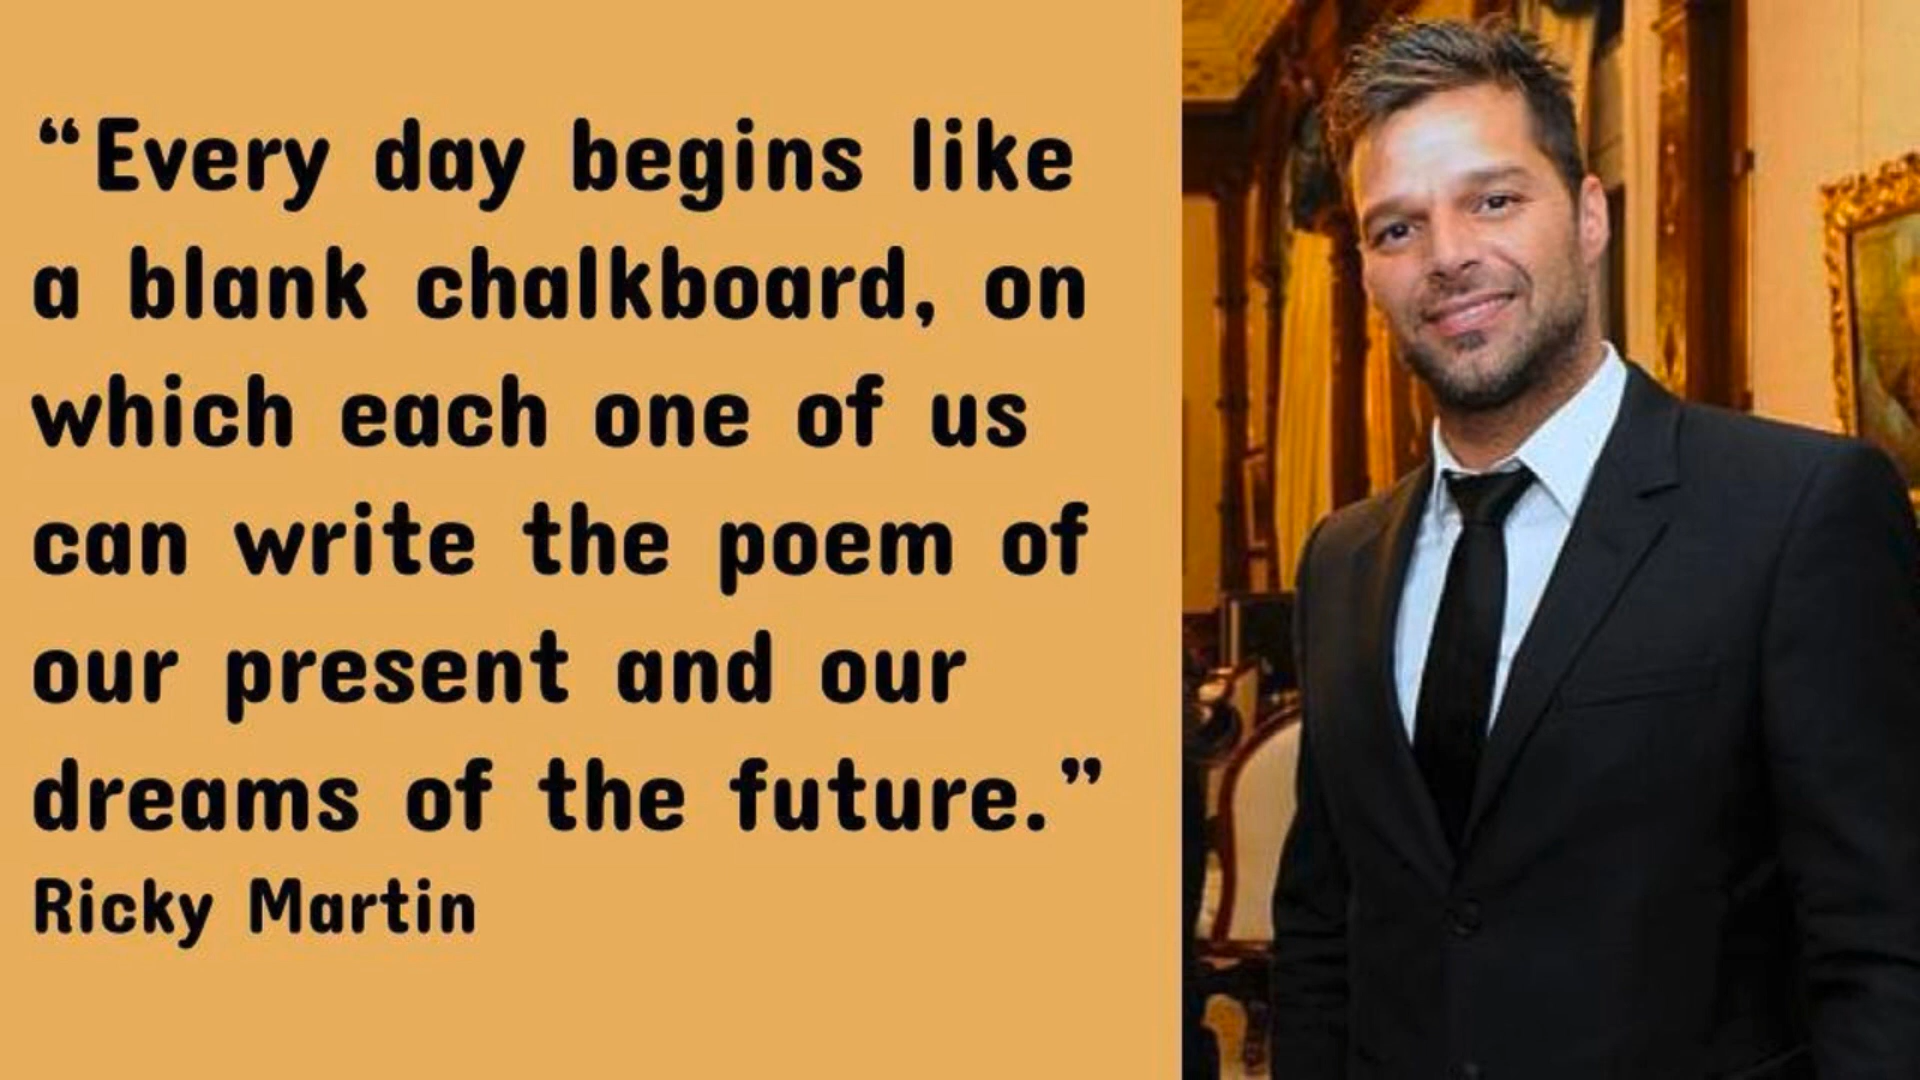 “Every day begins like
a blank chalkboard, on
which each one of us
can write the poem of
our present and our
dreams of the future.”
Ricky Martin